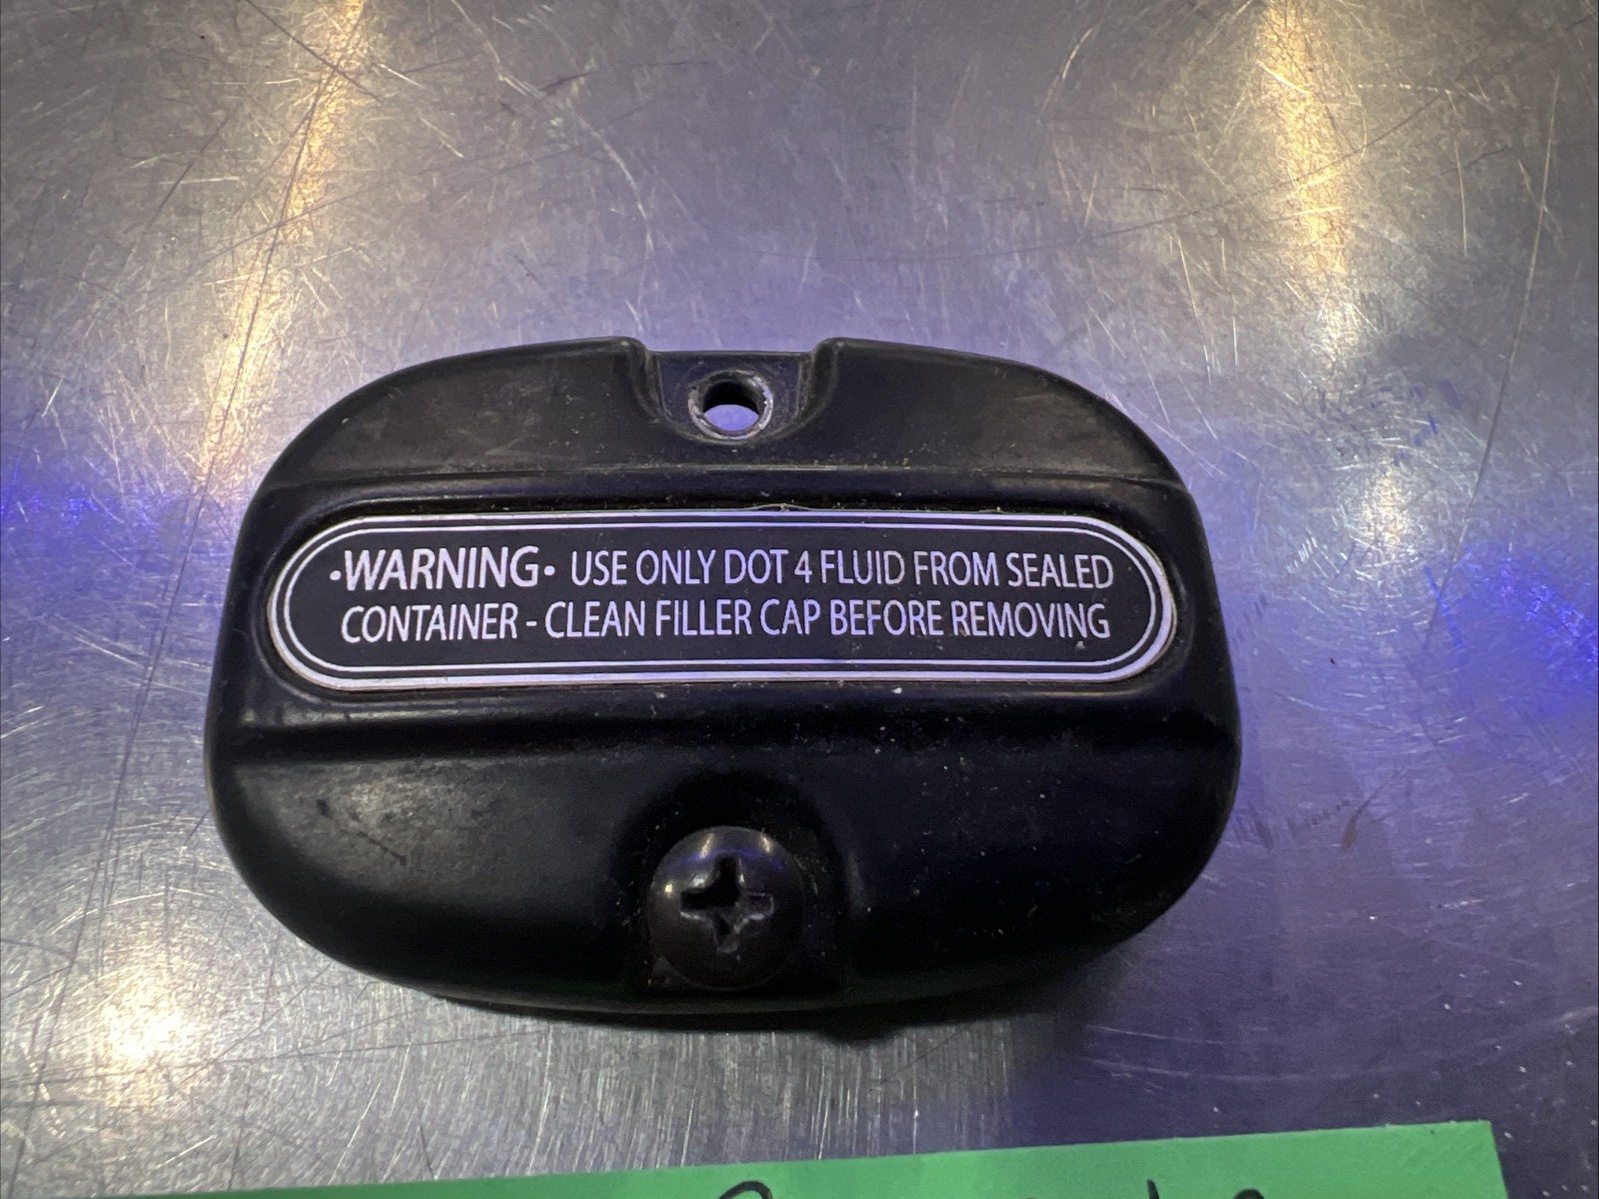 •WARNING• USE ONLY DOT 4 FLUID FROM SEALED
CONTAINER - CLEAN FILLER CAP BEFORE REMOVING